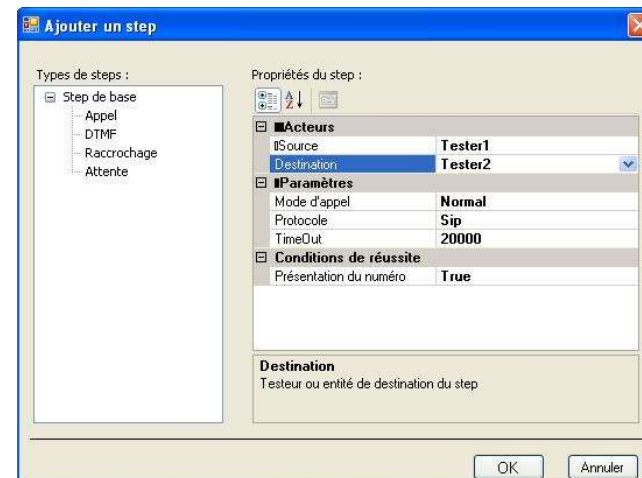 Ajouter un step
Types de steps :
Step de base
Appel
DTMF
Raccrochage
Attente
Propriétés du step :
Acteurs
Source Tester1
Destination Tester2
Paramètres
Mode d'appel Normal
Protocole Sip
TimeOut 20000
Conditions de réussite
Présentation du numéro True
Destination
Testeur ou entité de destination du step
OK Annuler